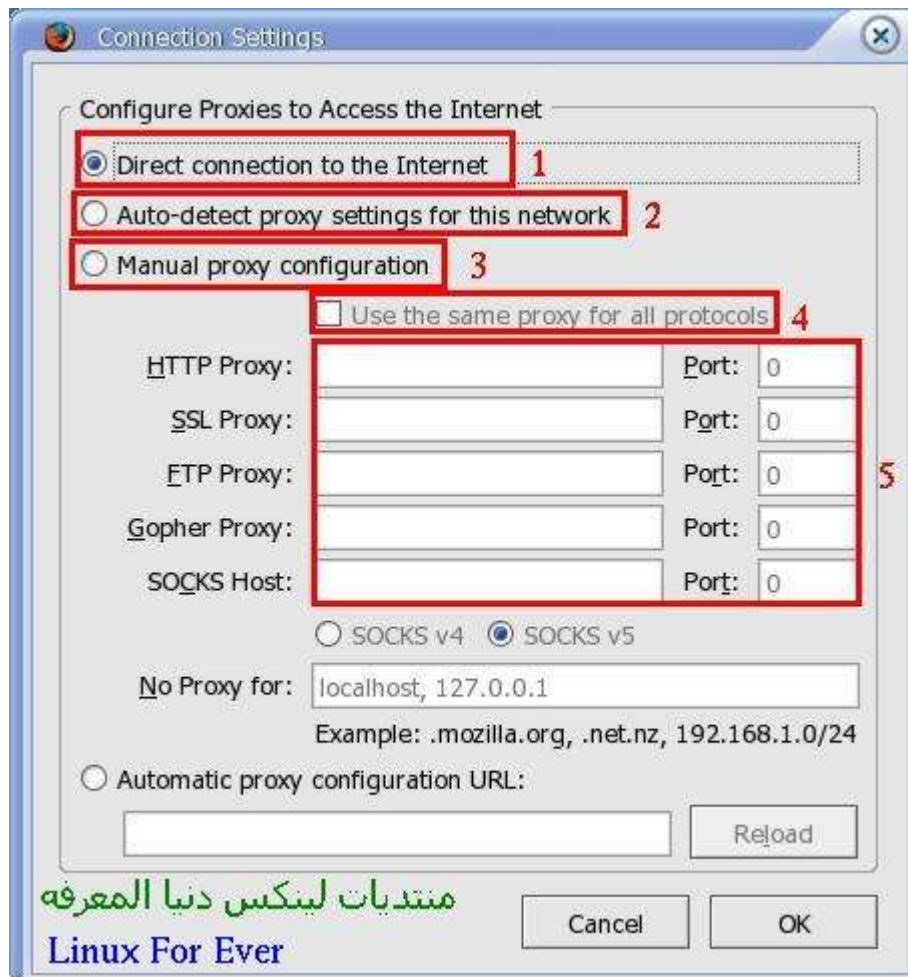 Connection Settings
Configure Proxies to Access the Internet
Direct connection to the Internet 1
Auto-detect proxy settings for this network 2
Manual proxy configuration 3
Use the same proxy for all protocols 4
HTTP Proxy: Port: 0
SSL Proxy: Port: 0
FTP Proxy: Port: 0 5
Gopher Proxy: Port: 0
SOCKS Host: Port: 0
SOCKS v4 SOCKS v5
No Proxy for: localhost, 127.0.0.1
Example: .mozilla.org, .net.nz, 192.168.1.0/24
Automatic proxy configuration URL:
Reload
منتديات لينكس دنيا المعرفه
Linux For Ever
Cancel OK